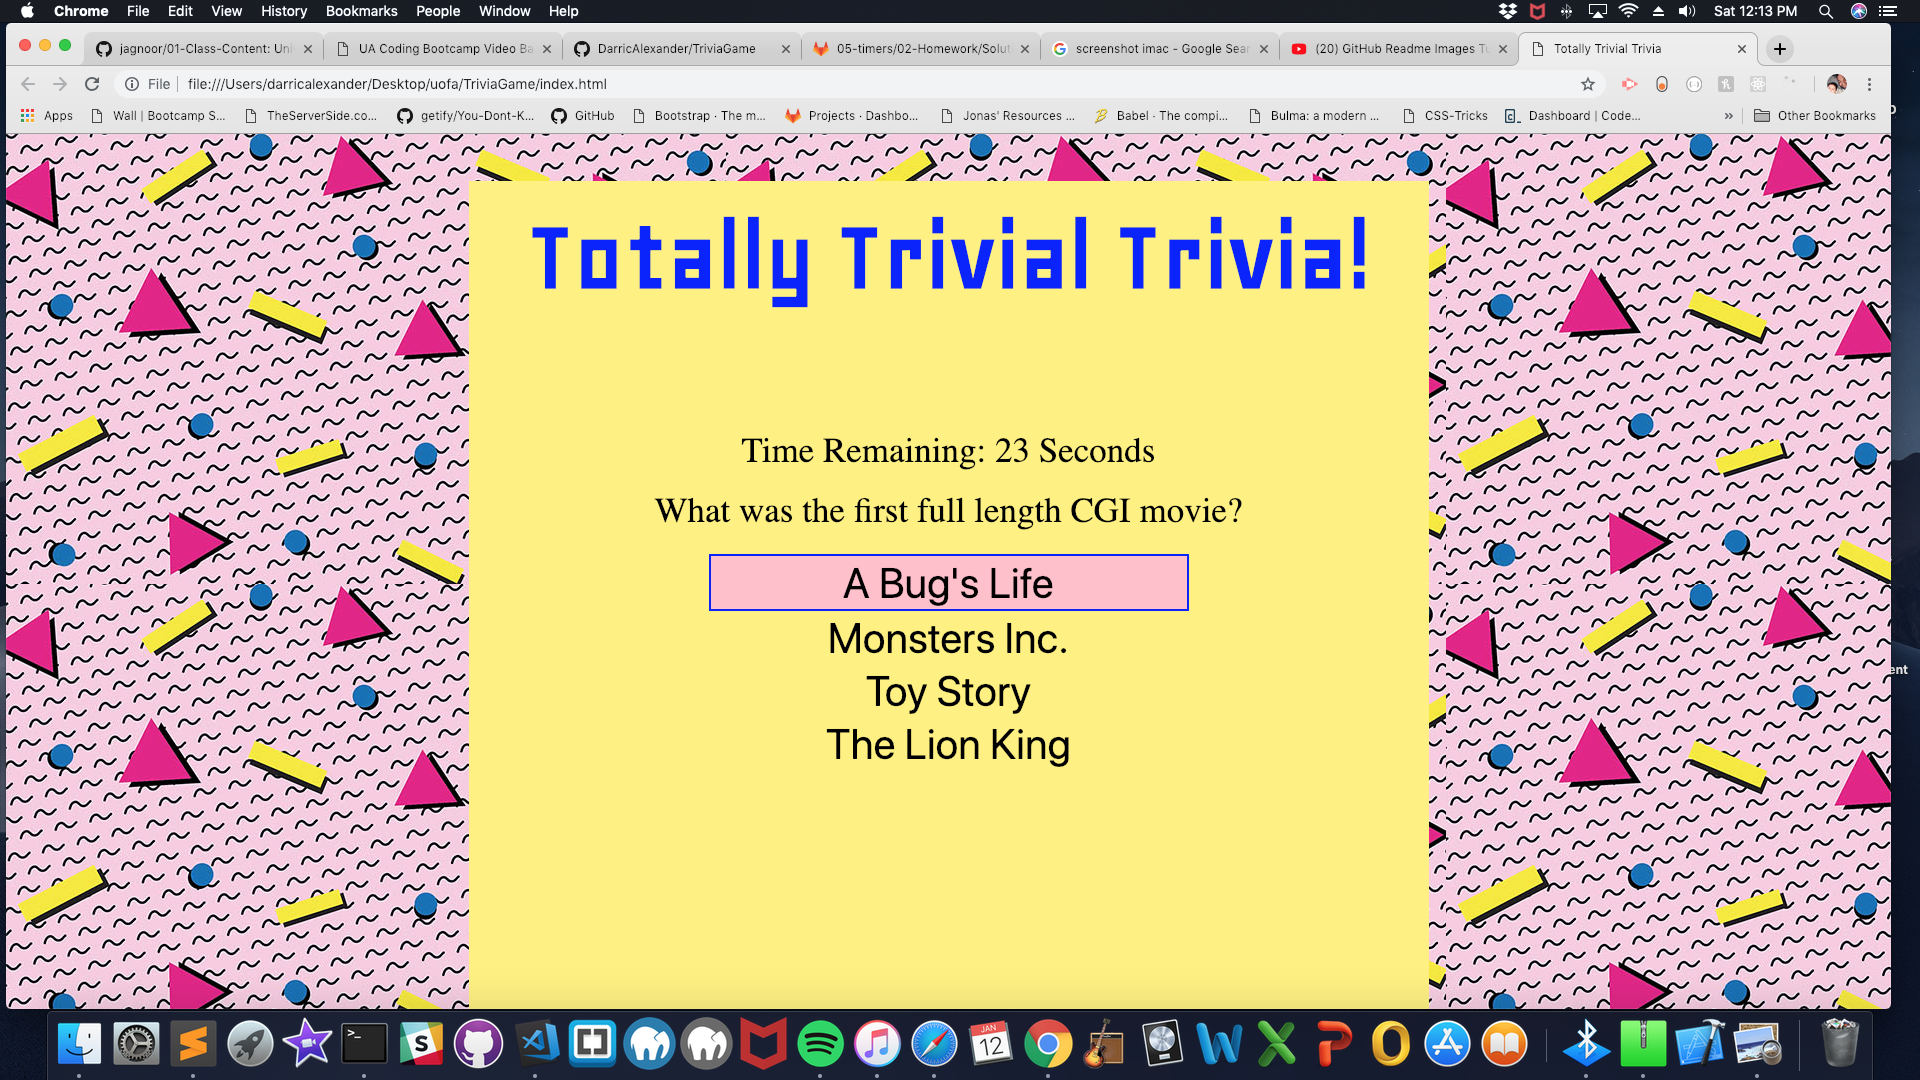 Chrome File Edit View History Bookmarks People Window Help Sat 12:13 PM
jagnoor/01-Class-Content: Uni UA Coding Bootcamp Video Ba DarricAlexander/TriviaGame 05-timers/02-Homework/Solut screenshot imac - Google Sear (20) GitHub Readme Images Tu Totally Trivial Trivia
File file:///Users/darricalexander/Desktop/uofa/TriviaGame/index.html
Apps Wall | Bootcamp S... TheServerSide.co... getify/You-Dont-K... GitHub Bootstrap · The m... Projects · Dashbo... Jonas' Resources ... Babel · The compi... Bulma: a modern ... CSS-Tricks Dashboard | Code... » Other Bookmarks
Totally Trivial Trivia!
Time Remaining: 23 Seconds
What was the first full length CGI movie?
A Bug's Life
Monsters Inc.
Toy Story
The Lion King
ent
JAN
12